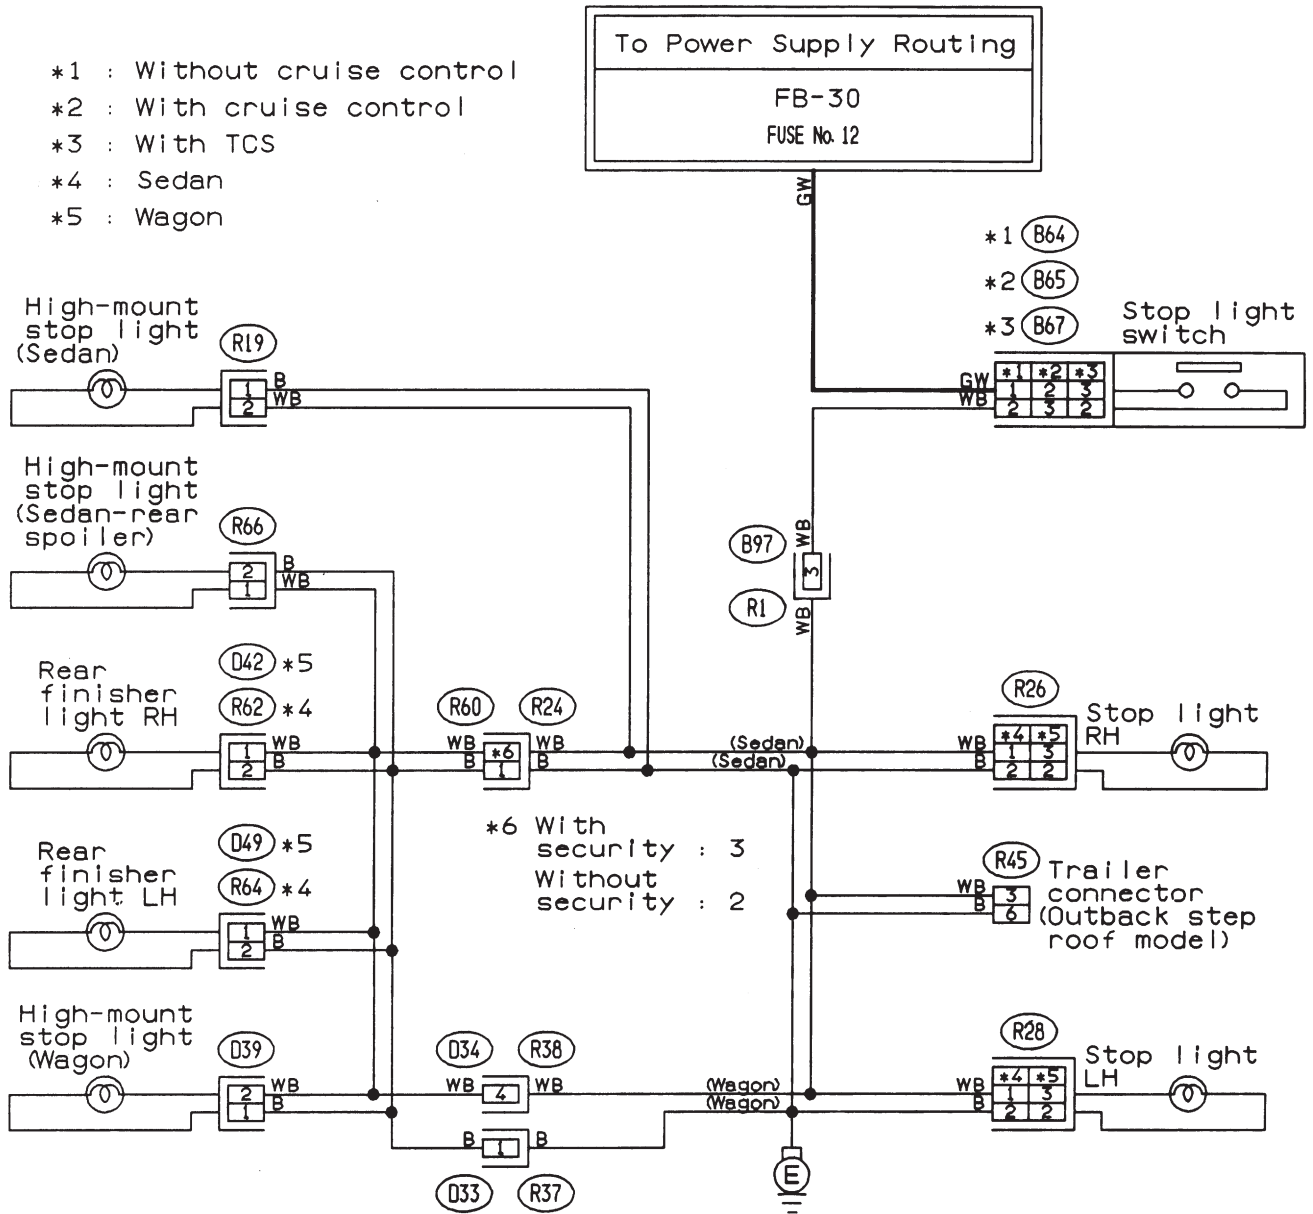 To Power Supply Routing
FB-30
FUSE No. 12
*1 : Without cruise control
*2 : With cruise control
*3 : With TCS
*4 : Sedan
*5 : Wagon
GW
*1 B64
*2 B65
*3 B67
Stop light
switch
*1 *2 *3
GW 1 2 3
WB 2 3 2
High-mount
stop light
(Sedan)
R19
1 B
2 WB
High-mount
stop light
(Sedan-rear
spoiler)
R66
2 B
1 WB
WB
B97
3
R1
WB
Rear
finisher
light RH
D42 *5
R62 *4
1 WB
2 B
R60 R24
WB *6 WB
B 1 B
(Sedan)
(Sedan)
R26
Stop light
RH
*4 *5
WB 1 3
B 2 2
*6 With
security : 3
Without
security : 2
Rear
finisher
light LH
D49 *5
R64 *4
1 WB
2 B
R45
WB 3
B 6
Trailer
connector
(Outback step
roof model)
High-mount
stop light
(Wagon)
D39
2 WB
1 B
D34 R38
WB 4 WB
(Wagon)
(Wagon)
R28
Stop light
LH
*4 *5
WB 1 3
B 2 2
B 1 B
D33 R37
E